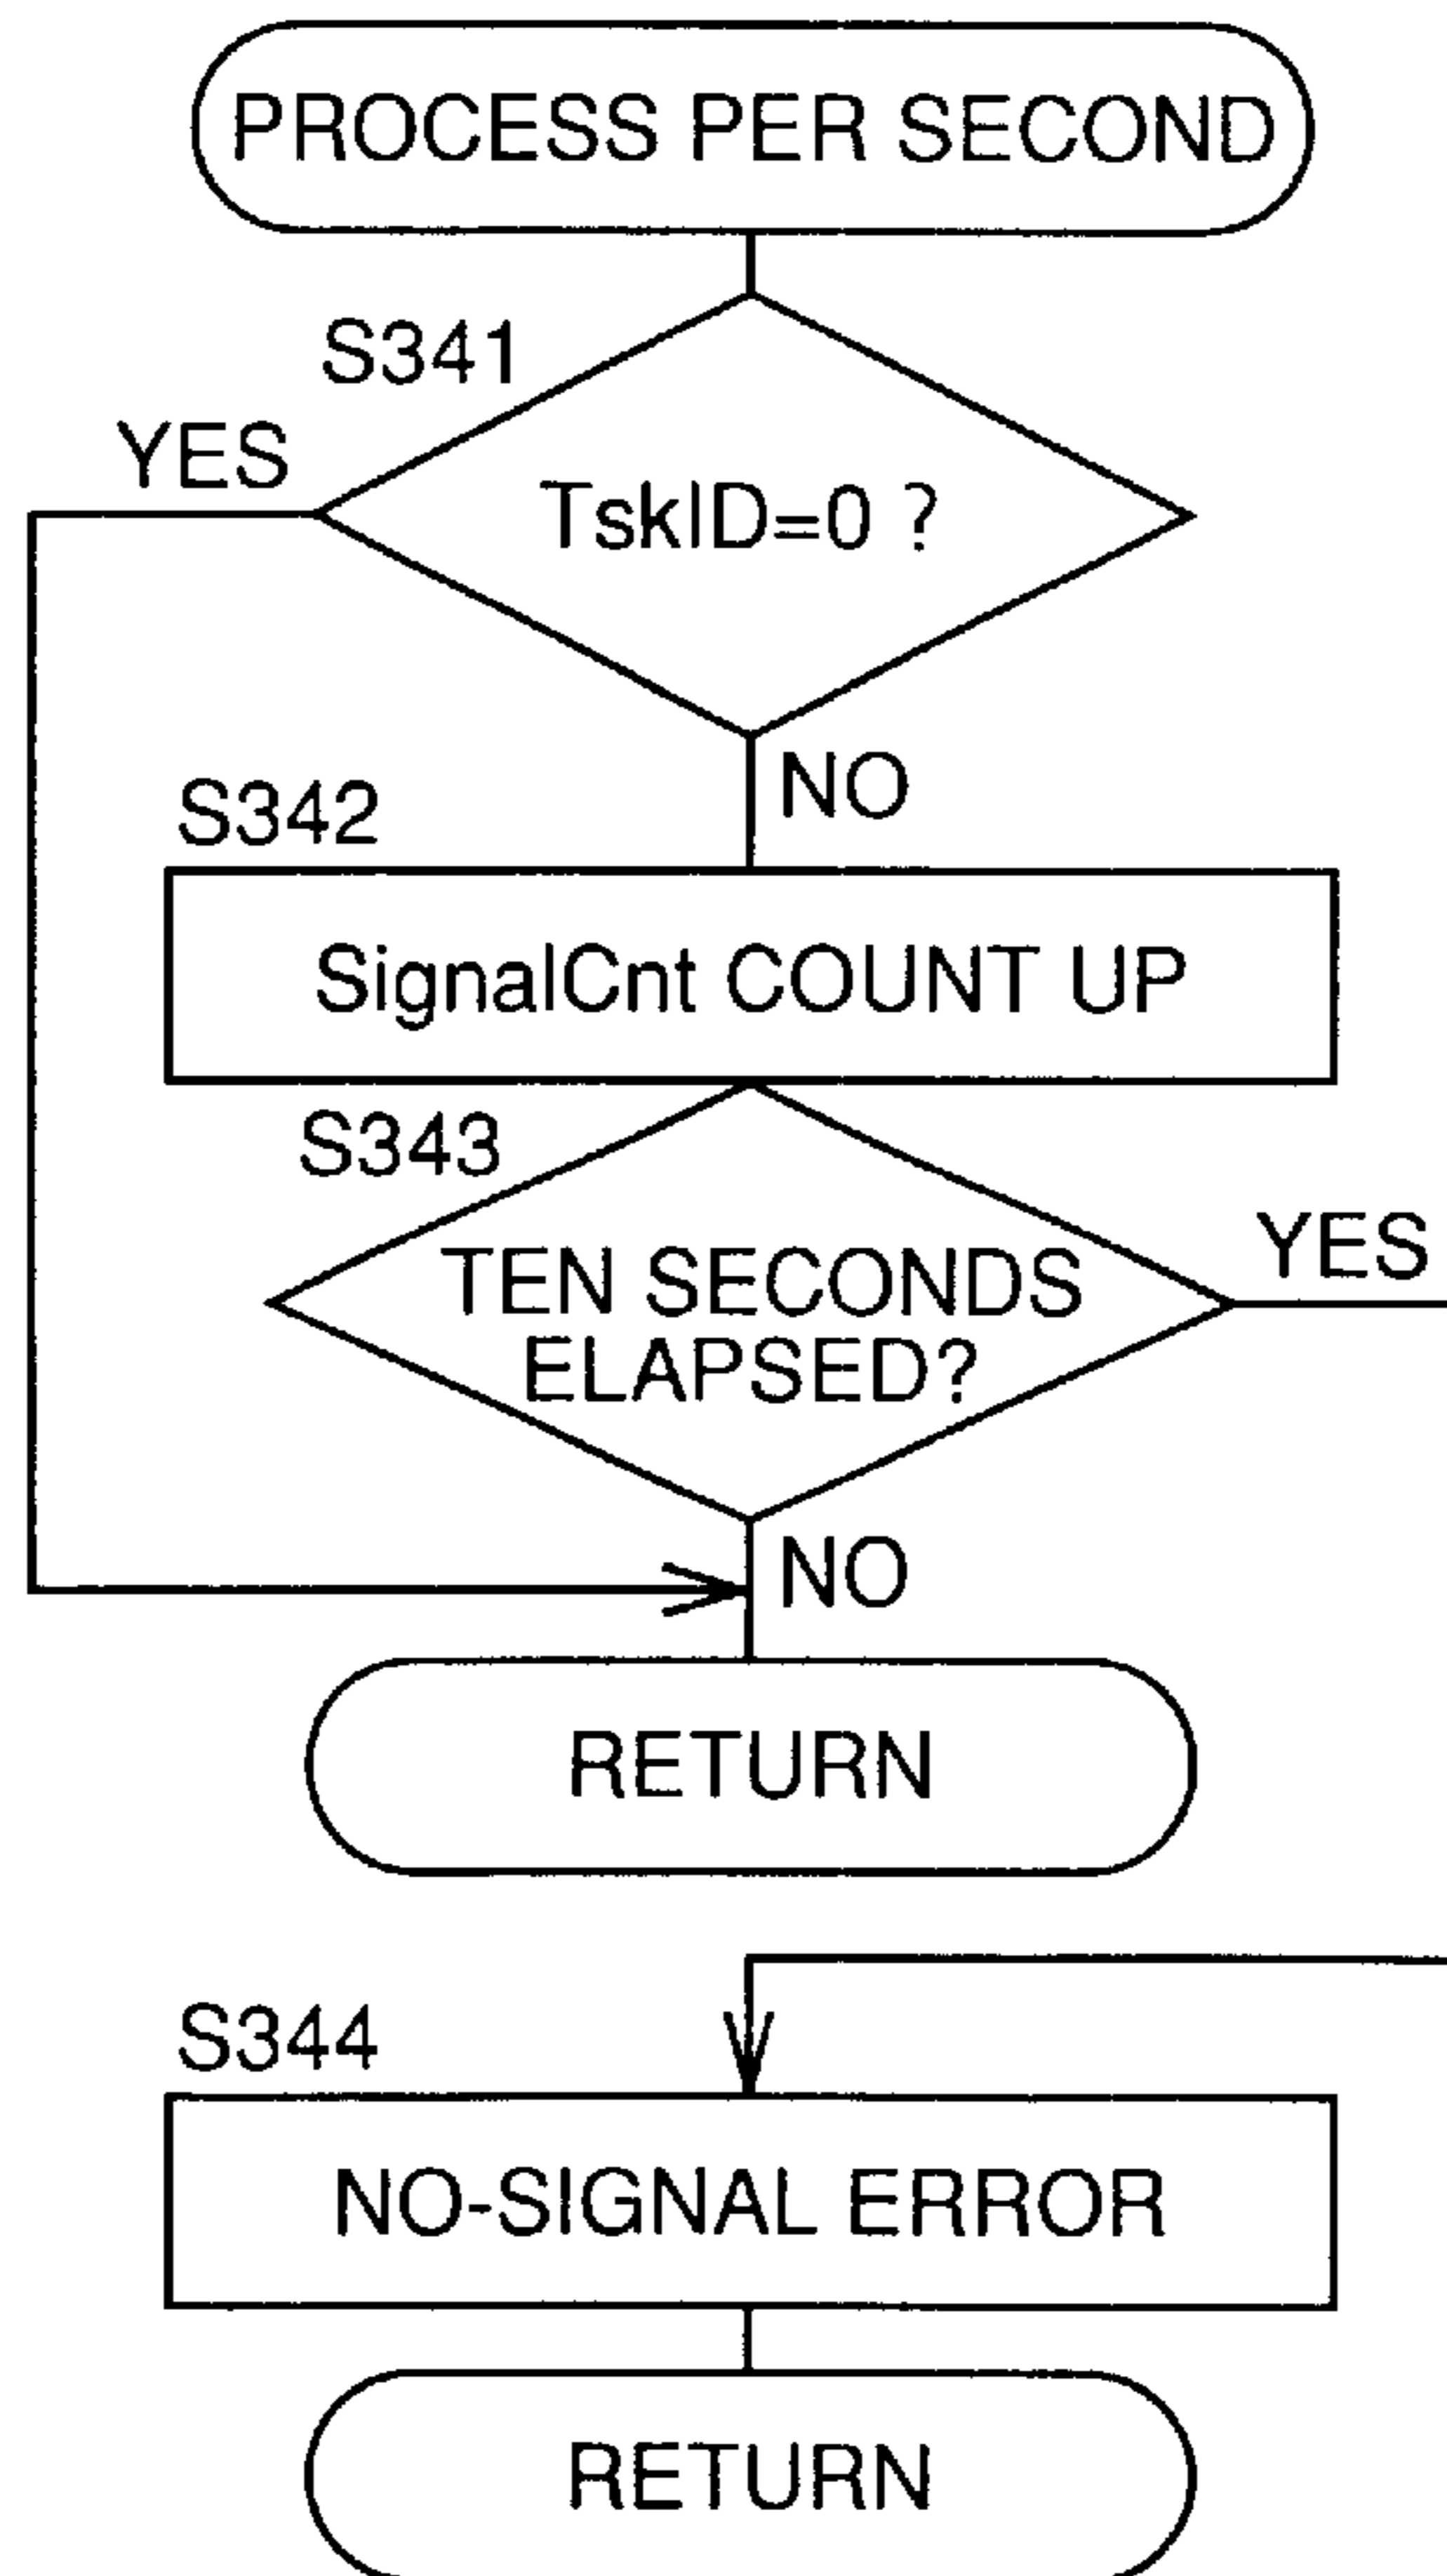 PROCESS PER SECOND
S341
YES
TskID=0 ?
NO
S342
SignalCnt COUNT UP
S343
YES
TEN SECONDS
ELAPSED?
NO
RETURN
S344
NO-SIGNAL ERROR
RETURN